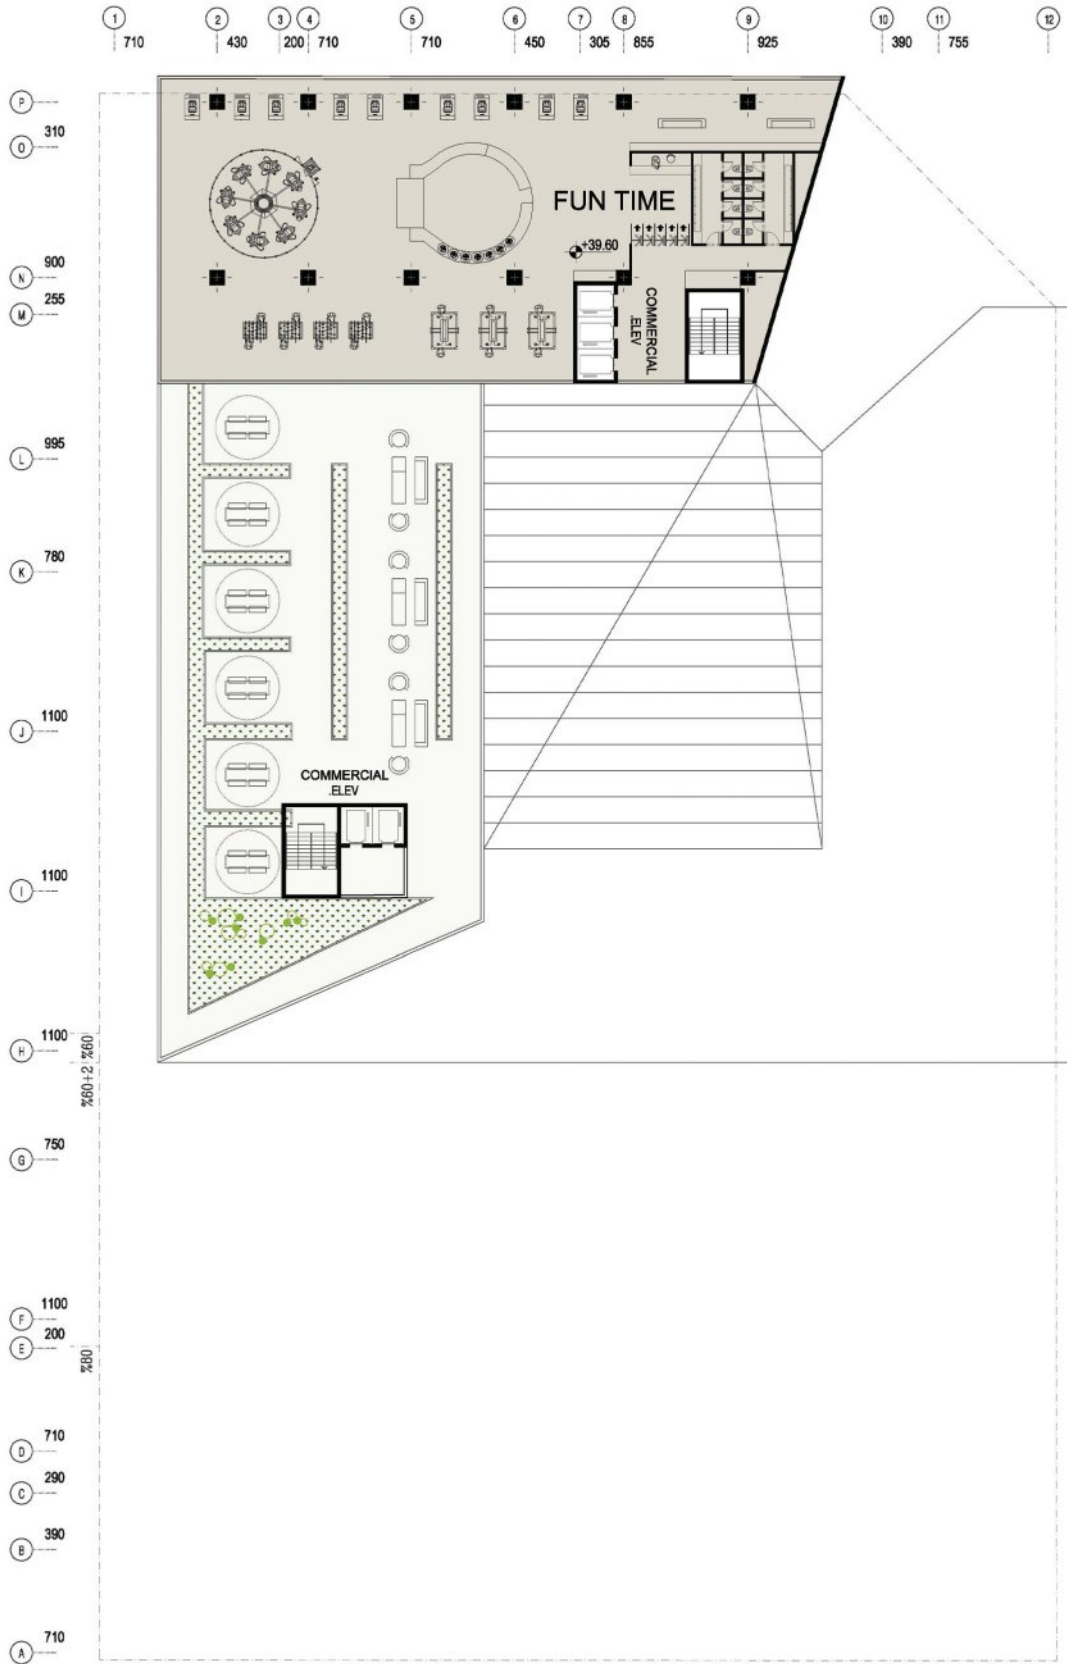 1 2 3 4 5 6 7 8 9 10 11 12
710 430 200 710 710 450 305 855 925 390 755
P
310
O
FUN TIME
+39.60
900
N
255
M
COMMERCIAL
.ELEV
995
L
780
K
1100
J
COMMERCIAL
.ELEV
1100
I
1100
H
%60
%60+2
750
G
1100
F
200
E
%80
710
D
290
C
390
B
710
A